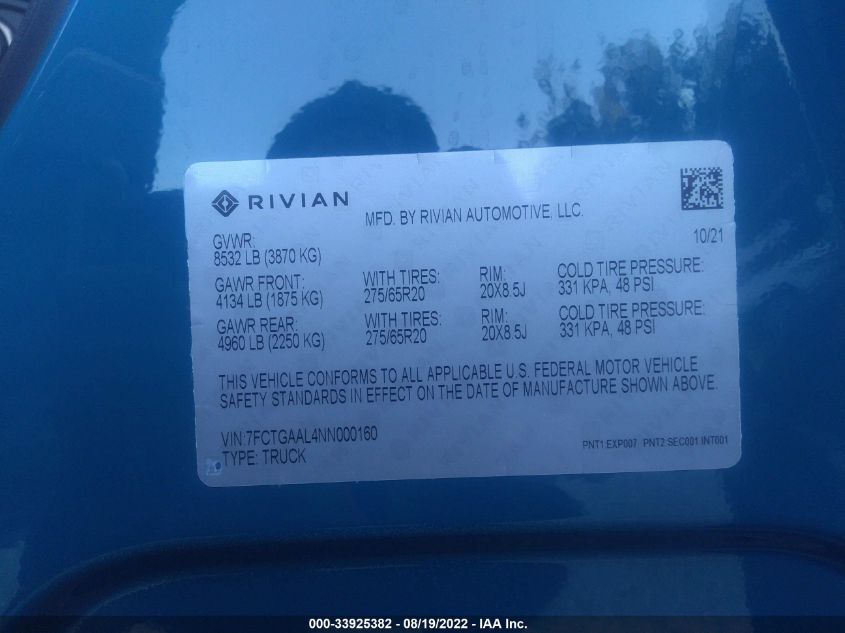 RIVIAN
MFD. BY RIVIAN AUTOMOTIVE, LLC.
10/21
GVWR:
8532 LB (3870 KG)
GAWR FRONT: WITH TIRES: RIM: COLD TIRE PRESSURE:
4134 LB (1875 KG) 275/65R20 20X8.5J 331 KPA, 48 PSI
GAWR REAR: WITH TIRES: RIM: COLD TIRE PRESSURE:
4960 LB (2250 KG) 275/65R20 20X8.5J 331 KPA, 48 PSI
THIS VEHICLE CONFORMS TO ALL APPLICABLE U.S. FEDERAL MOTOR VEHICLE
SAFETY STANDARDS IN EFFECT ON THE DATE OF MANUFACTURE SHOWN ABOVE.
VIN:7FCTGAAL4NN000160
TYPE: TRUCK
PNT1:EXP007 PNT2:SEC001 INT001
000-33925382 - 08/19/2022 - IAA Inc.